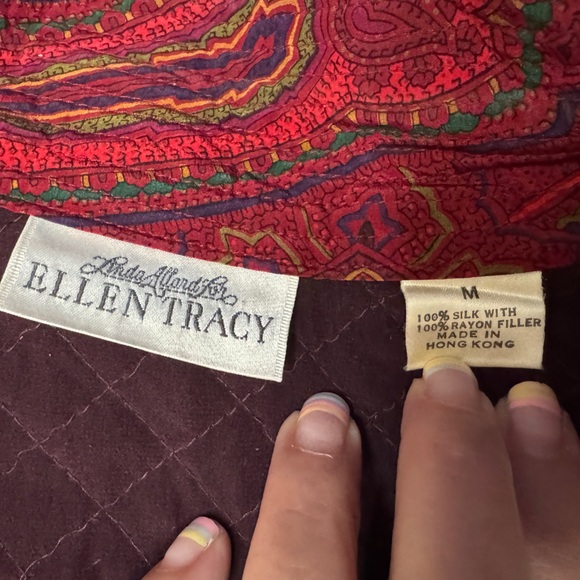 Linda Allard for
ELLEN TRACY
M
100% SILK WITH
100% RAYON FILLER
MADE IN
HONG KONG